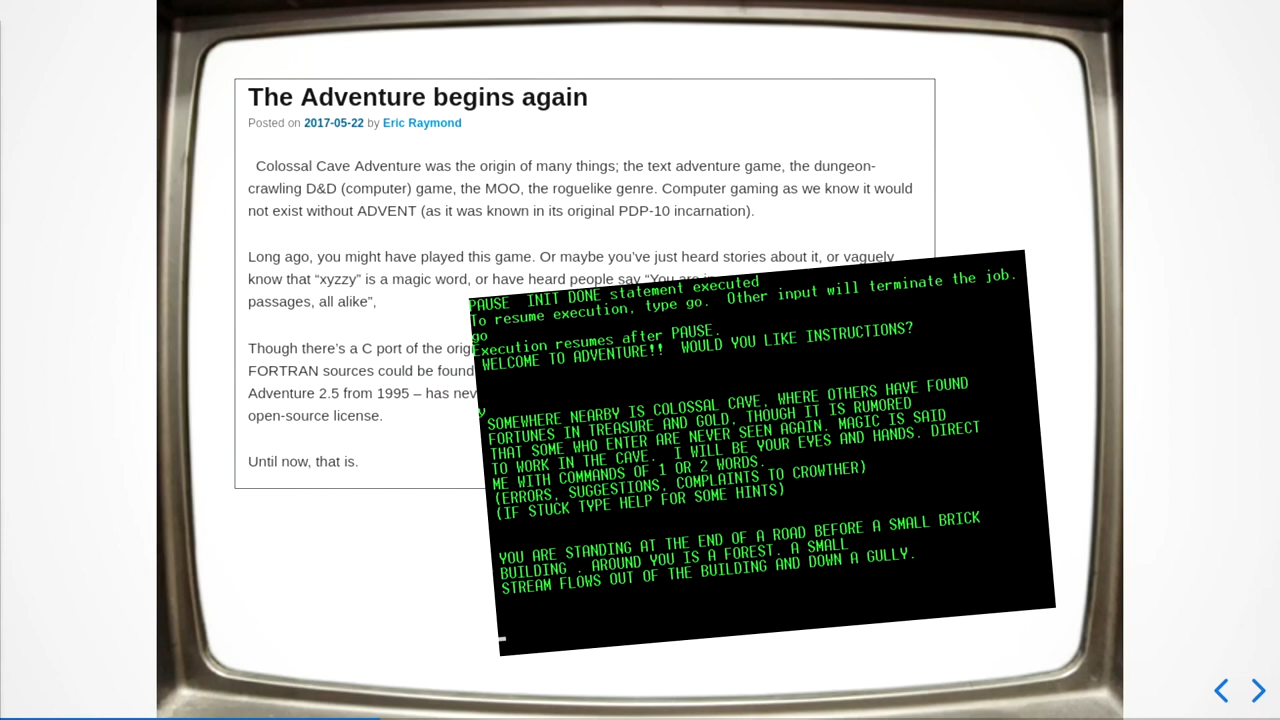 The Adventure begins again
Posted on 2017-05-22 by Eric Raymond
Colossal Cave Adventure was the origin of many things; the text adventure game, the dungeon-
crawling D&D (computer) game, the MOO, the roguelike genre. Computer gaming as we know it would
not exist without ADVENT (as it was known in its original PDP-10 incarnation).
Long ago, you might have played this game. Or maybe you've just heard stories about it, or vaguely
know that “xyzzy” is a magic word, or have heard people say “You are
passages, all alike”,
Though there's a C port of the
FORTRAN sources could be found
Adventure 2.5 from 1995 – has
open-source license.
Until now, that is.
PAUSE INIT DONE statement executed
To resume execution, type go. Other input will terminate the job.
go
Execution resumes after PAUSE.
WELCOME TO ADVENTURE!! WOULD YOU LIKE INSTRUCTIONS?
y
SOMEWHERE NEARBY IS COLOSSAL CAVE, WHERE OTHERS HAVE FOUND
FORTUNES IN TREASURE AND GOLD, THOUGH IT IS RUMORED
THAT SOME WHO ENTER ARE NEVER SEEN AGAIN. MAGIC IS SAID
TO WORK IN THE CAVE. I WILL BE YOUR EYES AND HANDS. DIRECT
ME WITH COMMANDS OF 1 OR 2 WORDS.
(ERRORS, SUGGESTIONS, COMPLAINTS TO CROWTHER)
(IF STUCK TYPE HELP FOR SOME HINTS)
YOU ARE STANDING AT THE END OF A ROAD BEFORE A SMALL BRICK
BUILDING . AROUND YOU IS A FOREST. A SMALL
STREAM FLOWS OUT OF THE BUILDING AND DOWN A GULLY.